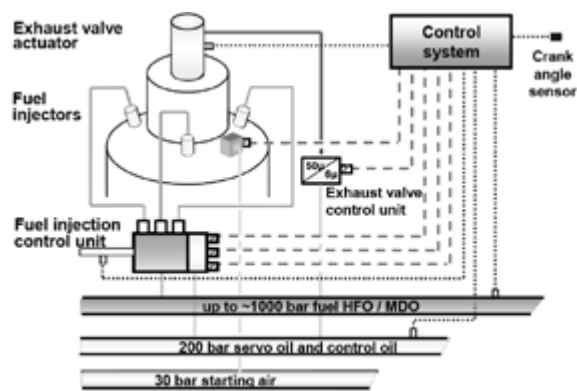 Exhaust valve
actuator
Control
system
Crank
angle
sensor
Fuel
injectors
50μ
6μ
Exhaust valve
control unit
Fuel injection
control unit
up to ~1000 bar fuel HFO / MDO
200 bar servo oil and control oil
30 bar starting air